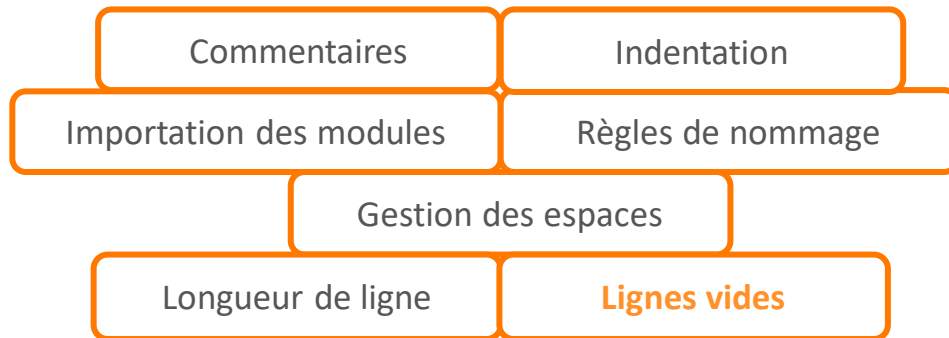 Commentaires
Indentation
Importation des modules
Règles de nommage
Gestion des espaces
Longueur de ligne
Lignes vides